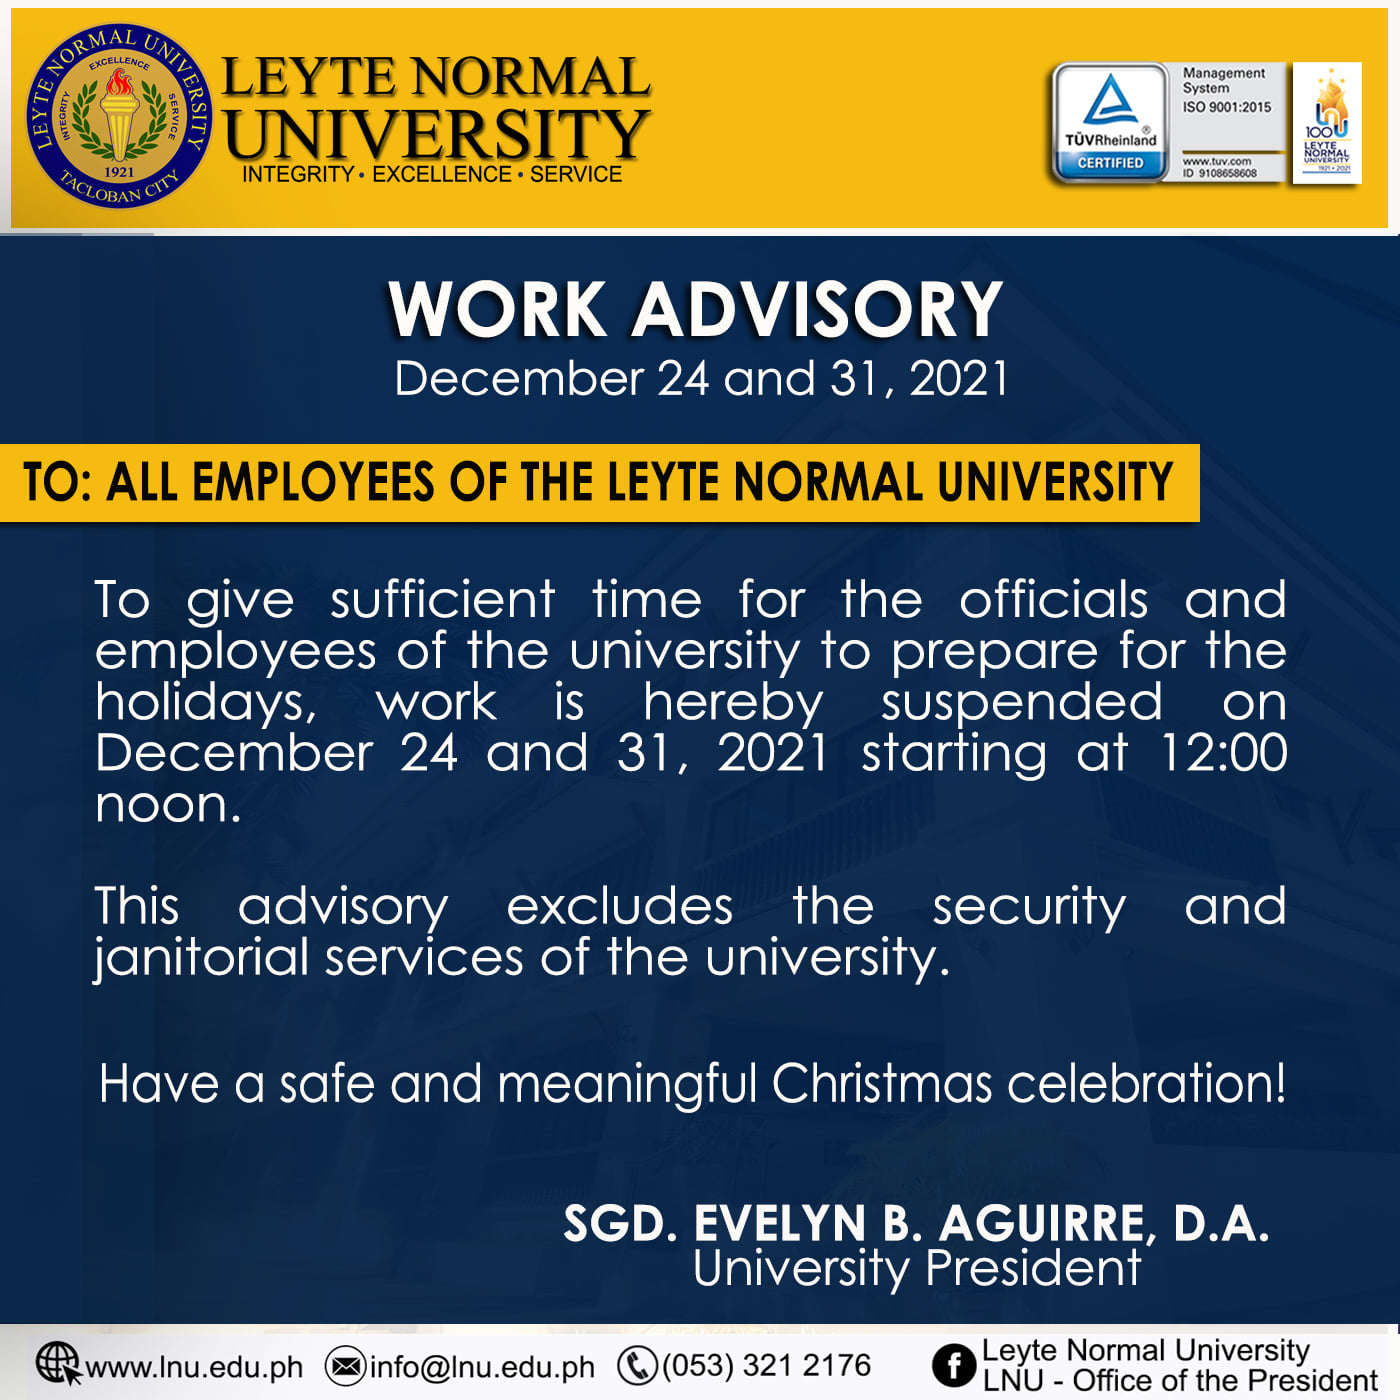 LEYTE NORMAL UNIVERSITY
EXCELLENCE
INTEGRITY
SERVICE
1921
TACLOBAN CITY
LEYTE NORMAL
UNIVERSITY
INTEGRITY • EXCELLENCE • SERVICE
TÜVRheinland®
CERTIFIED
Management
System
ISO 9001:2015
www.tuv.com
ID 9108658608
100
LEYTE
NORMAL
UNIVERSITY
1921 - 2021
WORK ADVISORY
December 24 and 31, 2021
TO: ALL EMPLOYEES OF THE LEYTE NORMAL UNIVERSITY
To give sufficient time for the officials and
employees of the university to prepare for the
holidays, work is hereby suspended on
December 24 and 31, 2021 starting at 12:00
noon.
This advisory excludes the security and
janitorial services of the university.
Have a safe and meaningful Christmas celebration!
SGD. EVELYN B. AGUIRRE, D.A.
University President
www.lnu.edu.ph info@lnu.edu.ph (053) 321 2176
Leyte Normal University
LNU - Office of the President